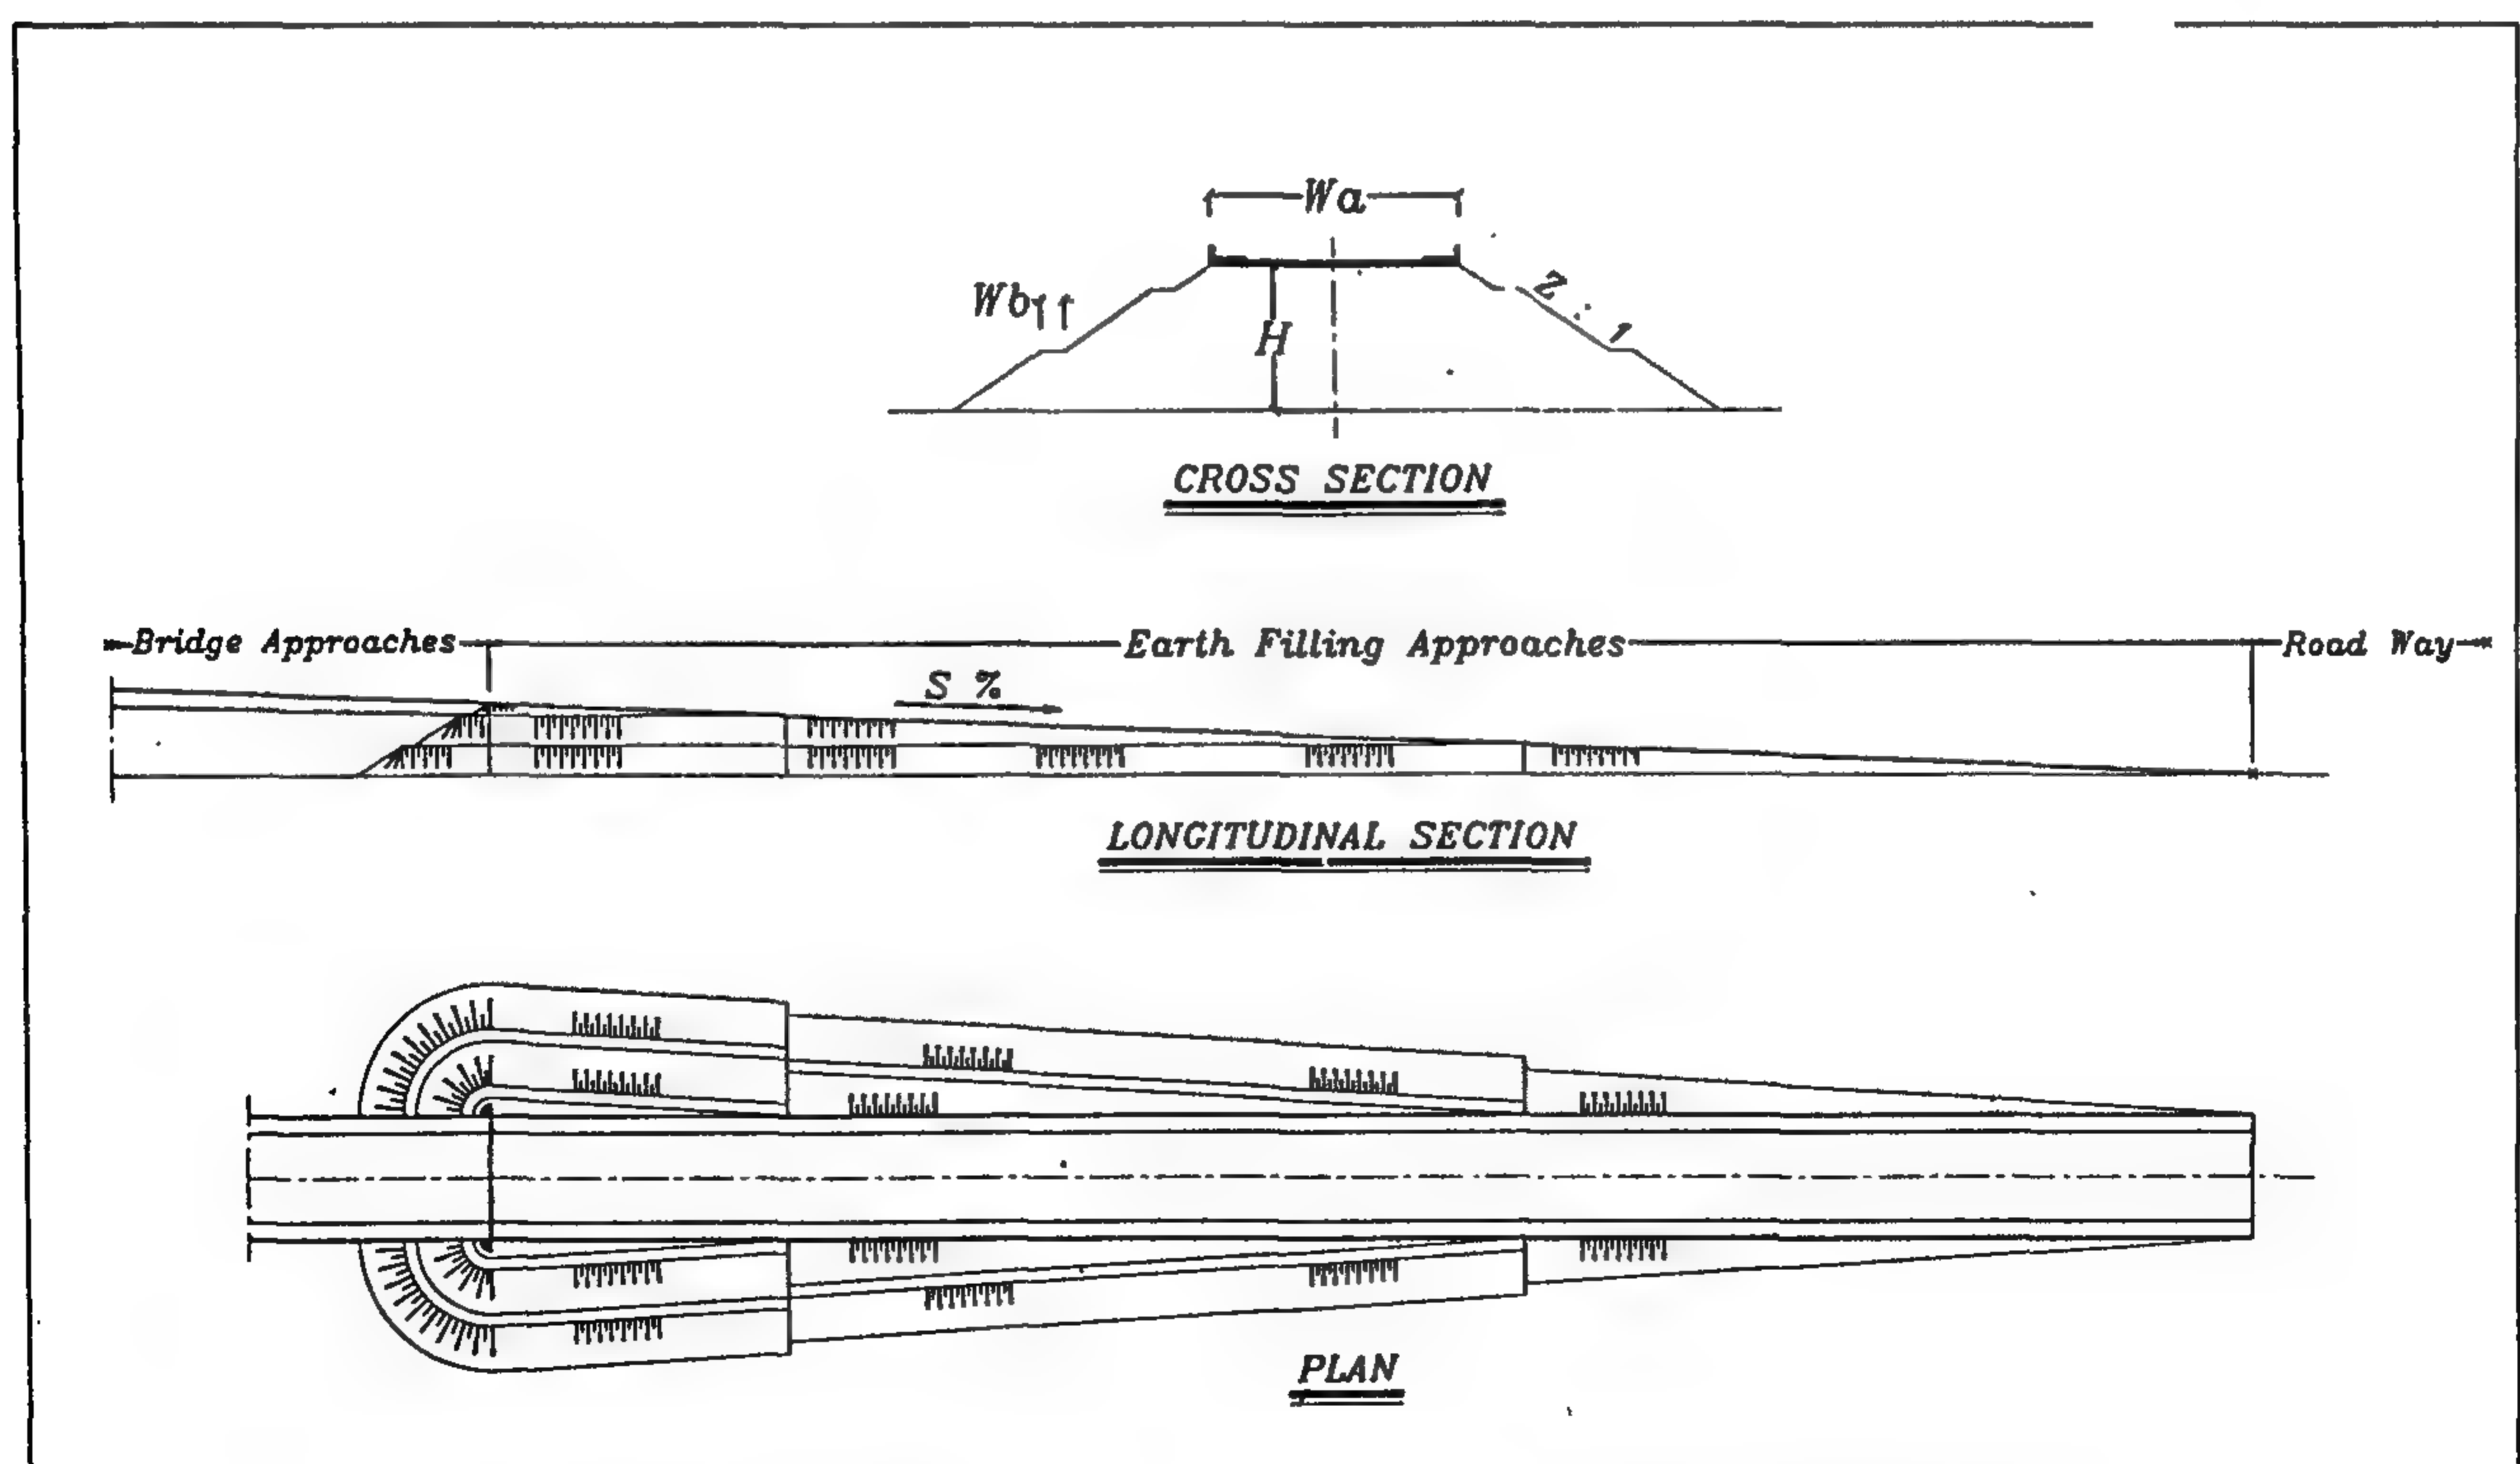 Wa
Wb
H
Z : 1
CROSS SECTION
Bridge Approaches Earth Filling Approaches Road Way
S %
LONGITUDINAL SECTION
PLAN